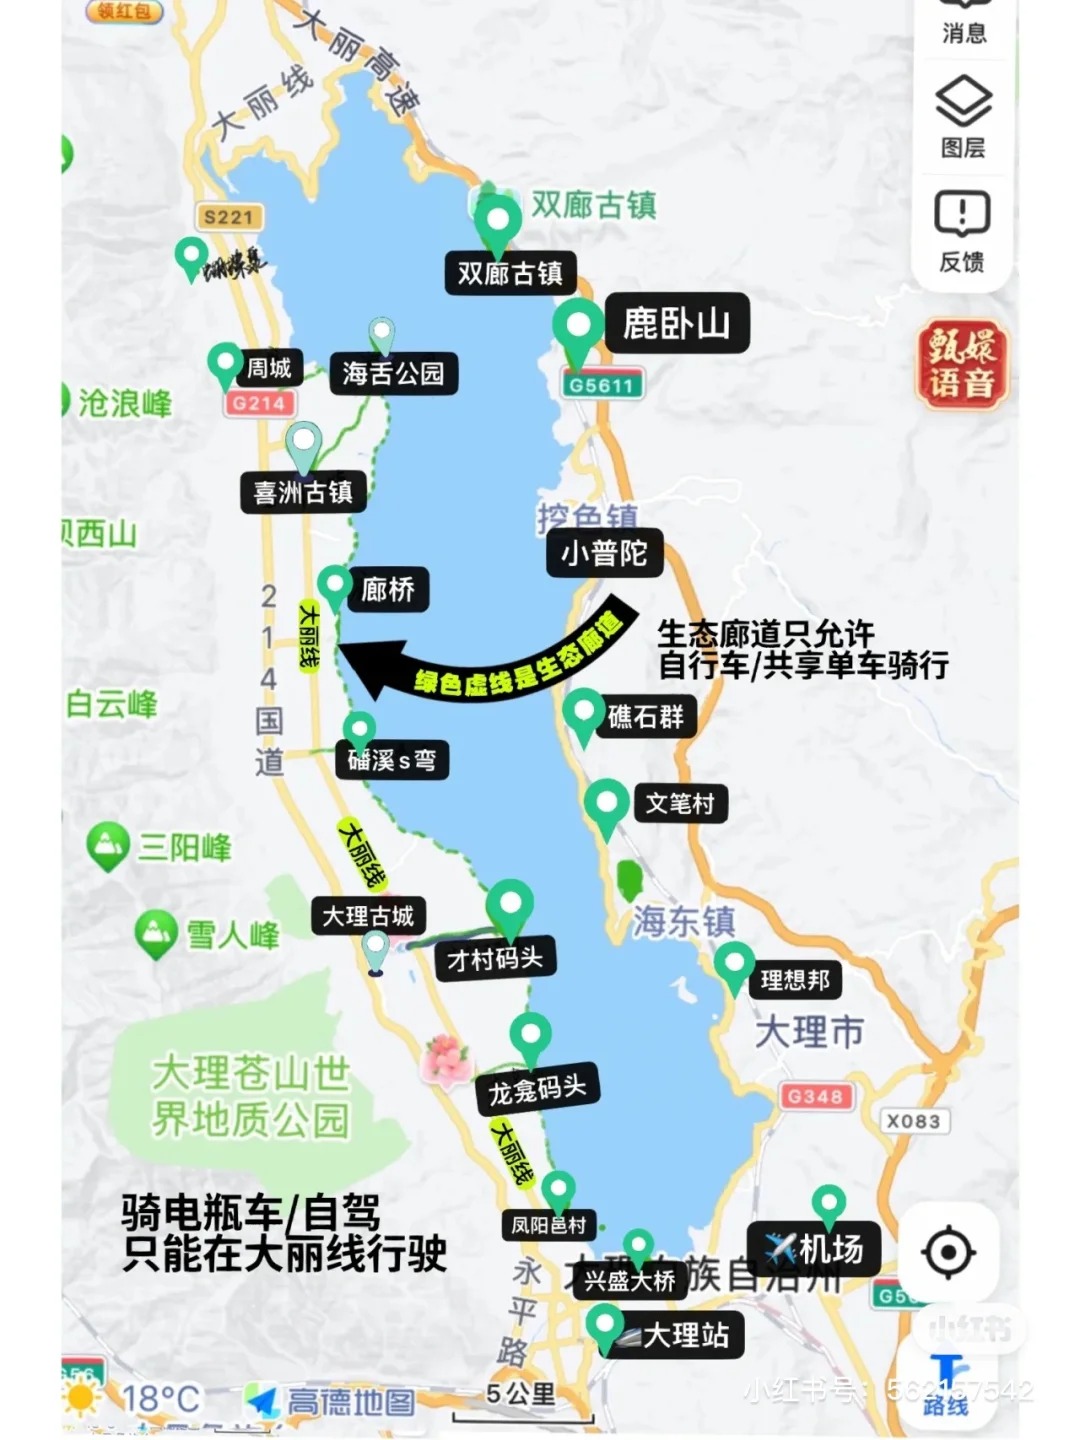 领红包
消息
大丽高速
大丽线
图层
S221
双廊古镇
反馈
双廊古镇
鹿卧山
甄嬛
语音
周城
海舌公园
G5611
G214
沧浪峰
喜洲古镇
挖色镇
坝西山
小普陀
廊桥
214国道
大丽线
绿色虚线是生态廊道
生态廊道只允许
自行车/共享单车骑行
白云峰
礁石群
磻溪s弯
文笔村
三阳峰
大丽线
大理古城
海东镇
雪人峰
才村码头
理想邦
大理市
大理苍山世
界地质公园
龙龛码头
G348
X083
大丽线
骑电瓶车/自驾
只能在大丽线行驶
凤阳邑村
机场
大理白族自治州
兴盛大桥
永平路
大理站
小红书
18°C
高德地图
5公里
小红书号：562157542
路线